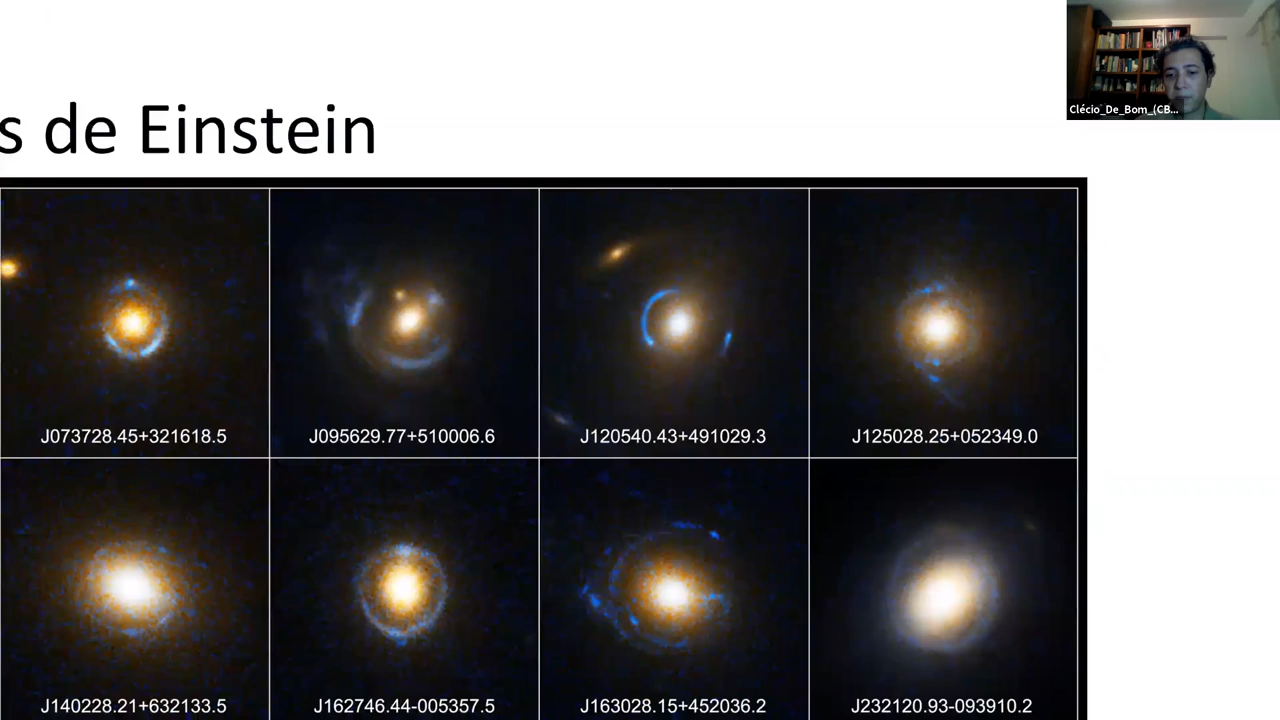 Clécio_De_Bom_(CB...
s de Einstein
J073728.45+321618.5
J095629.77+510006.6
J120540.43+491029.3
J125028.25+052349.0
J140228.21+632133.5
J162746.44-005357.5
J163028.15+452036.2
J232120.93-093910.2